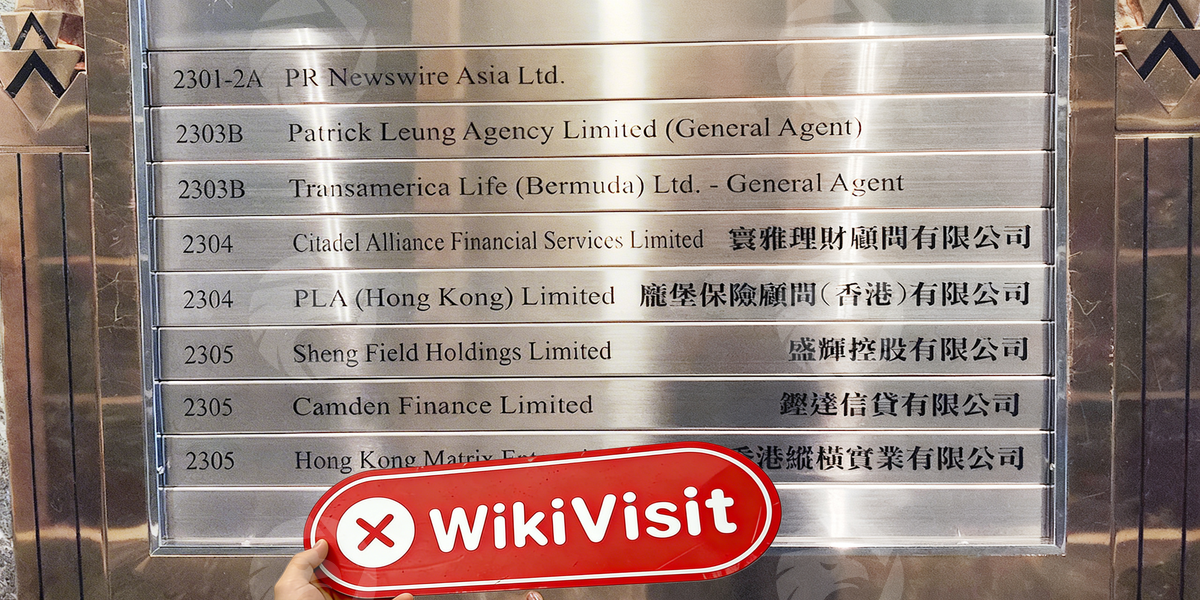 2301-2A PR Newswire Asia Ltd.
2303B Patrick Leung Agency Limited (General Agent)
2303B Transamerica Life (Bermuda) Ltd. - General Agent
2304 Citadel Alliance Financial Services Limited 寰雅理財顧問有限公司
2304 PLA (Hong Kong) Limited 龐堡保險顧問(香港)有限公司
2305 Sheng Field Holdings Limited 盛輝控股有限公司
2305 Camden Finance Limited 鏗達信貸有限公司
2305 Hong Kong Matrix 香港縱橫實業有限公司
WikiVisit